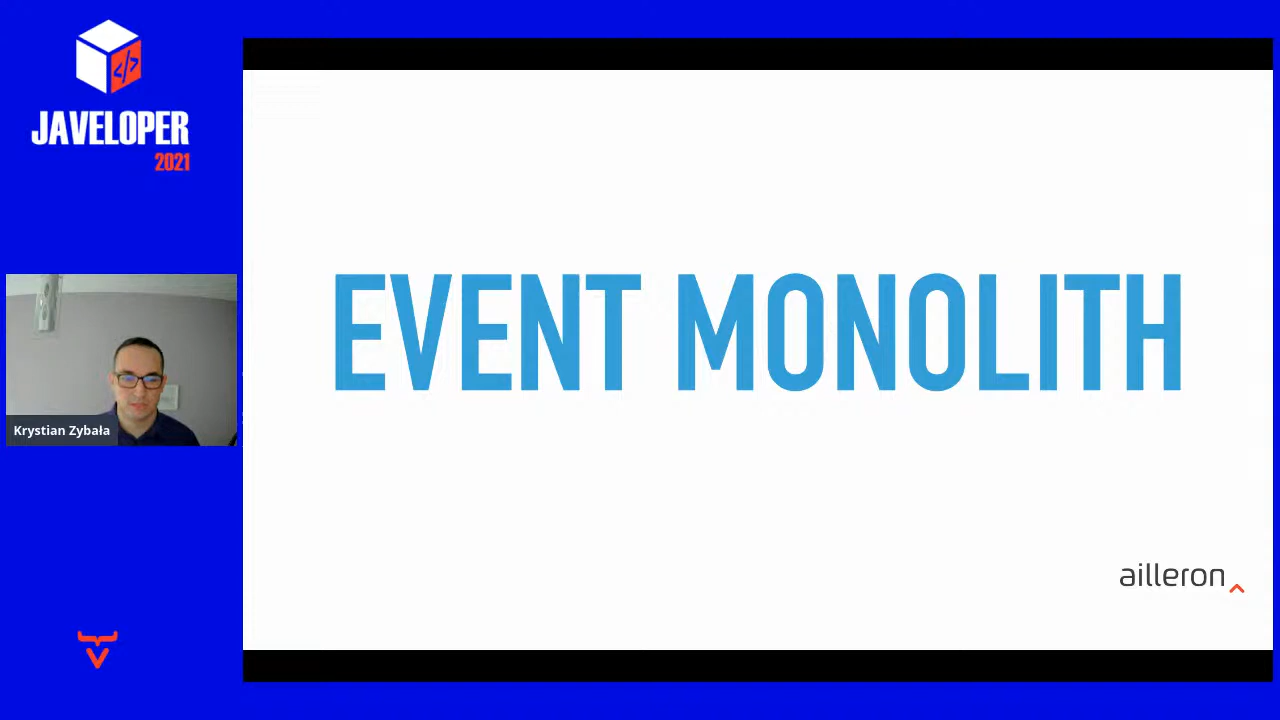 </>
JAVELOPER
2021
Krystian Zybała
EVENT MONOLITH
ailleron